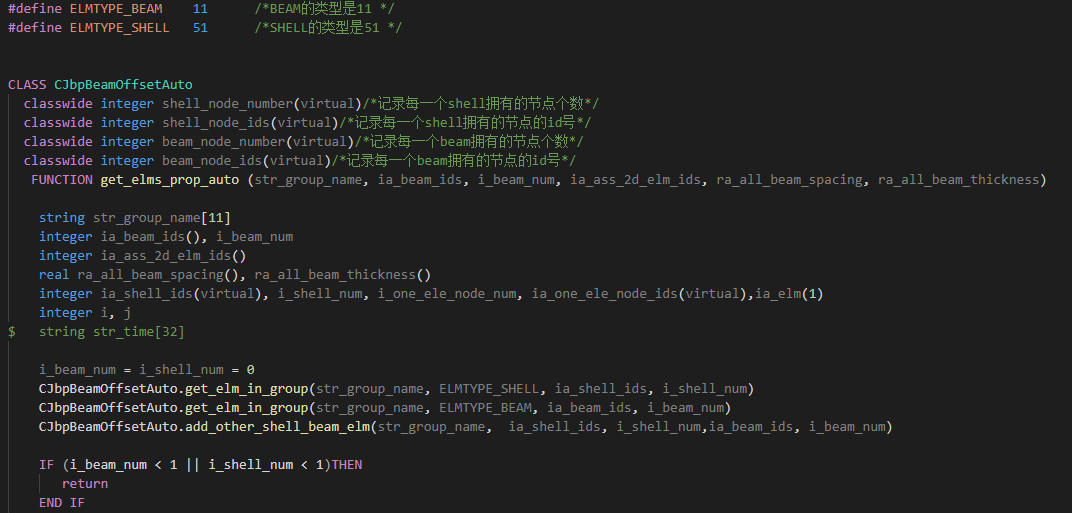 #define ELMTYPE_BEAM 11 /*BEAM的类型是11 */
#define ELMTYPE_SHELL 51 /*SHELL的类型是51 */
CLASS CJbpBeamOffsetAuto
classwide integer shell_node_number(virtual)/*记录每一个shell拥有的节点个数*/
classwide integer shell_node_ids(virtual)/*记录每一个shell拥有的节点的id号*/
classwide integer beam_node_number(virtual)/*记录每一个beam拥有的节点个数*/
classwide integer beam_node_ids(virtual)/*记录每一个beam拥有的节点的id号*/
FUNCTION get_elms_prop_auto (str_group_name, ia_beam_ids, i_beam_num, ia_ass_2d_elm_ids, ra_all_beam_spacing, ra_all_beam_thickness)
string str_group_name[11]
integer ia_beam_ids(), i_beam_num
integer ia_ass_2d_elm_ids()
real ra_all_beam_spacing(), ra_all_beam_thickness()
integer ia_shell_ids(virtual), i_shell_num, i_one_ele_node_num, ia_one_ele_node_ids(virtual),ia_elm(1)
integer i, j
$ string str_time[32]
i_beam_num = i_shell_num = 0
CJbpBeamOffsetAuto.get_elm_in_group(str_group_name, ELMTYPE_SHELL, ia_shell_ids, i_shell_num)
CJbpBeamOffsetAuto.get_elm_in_group(str_group_name, ELMTYPE_BEAM, ia_beam_ids, i_beam_num)
CJbpBeamOffsetAuto.add_other_shell_beam_elm(str_group_name, ia_shell_ids, i_shell_num,ia_beam_ids, i_beam_num)
IF (i_beam_num < 1 || i_shell_num < 1)THEN
return
END IF